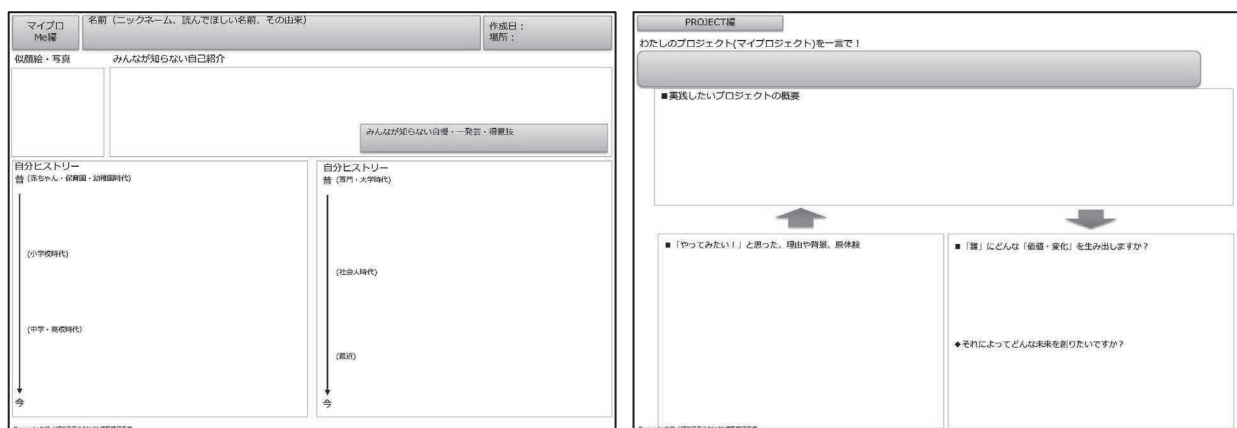 マイプロ
Me編
名前（ニックネーム、読んでほしい名前、その由来）
作成日：
場所：
似顔絵・写真
みんなが知らない自己紹介
みんなが知らない自慢・一発芸・得意技
自分ヒストリー
昔 (赤ちゃん・保育園・幼稚園時代)
(小学校時代)
(中学・高校時代)
今
自分ヒストリー
昔 (専門・大学時代)
(社会人時代)
(最近)
今
PROJECT編
わたしのプロジェクト(マイプロジェクト)を一言で！
■実践したいプロジェクトの概要
■「やってみたい！」と思った、理由や背景、原体験
■「誰」にどんな「価値・変化」を生み出しますか？
◆それによってどんな未来を創りたいですか？